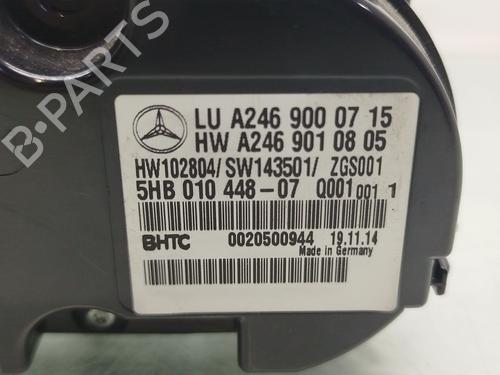 LU A246 900 07 15
HW A246 901 08 05
HW102804/ SW143501/ ZGS001
5HB 010 448-07 Q001 001 1
BHTC 0020500944 19.11.14
Made in Germany
B-PARTS